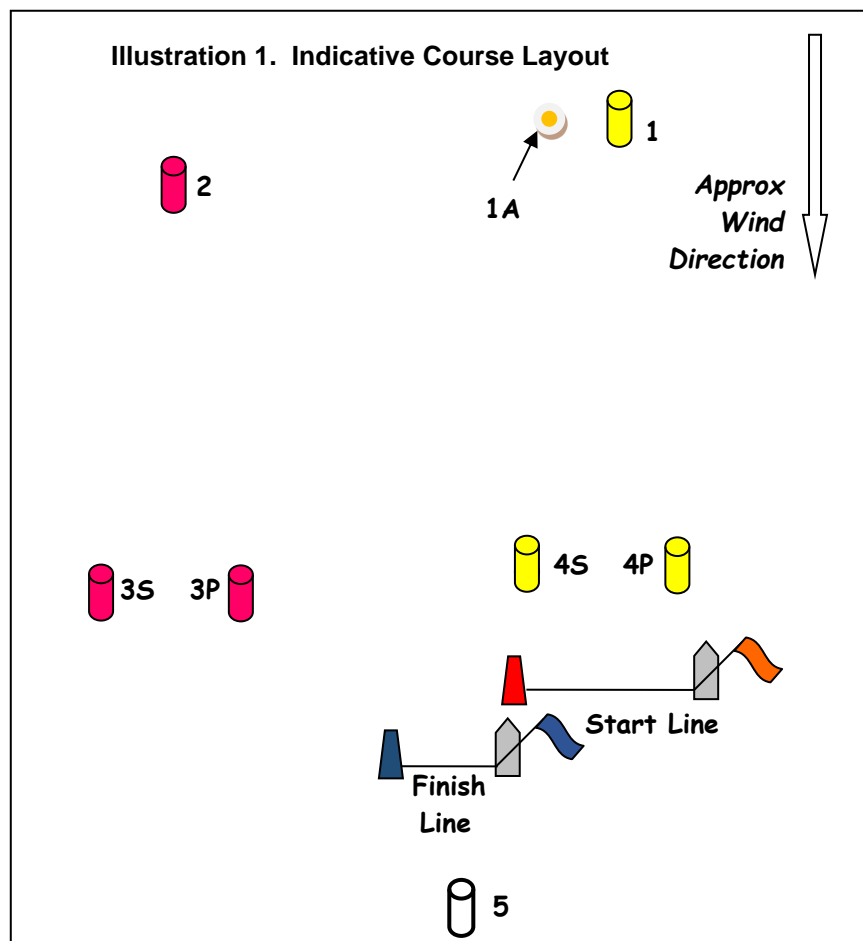 Illustration 1. Indicative Course Layout
1
2
1A
Approx
Wind
Direction
3S
3P
4S
4P
Start Line
Finish
Line
5